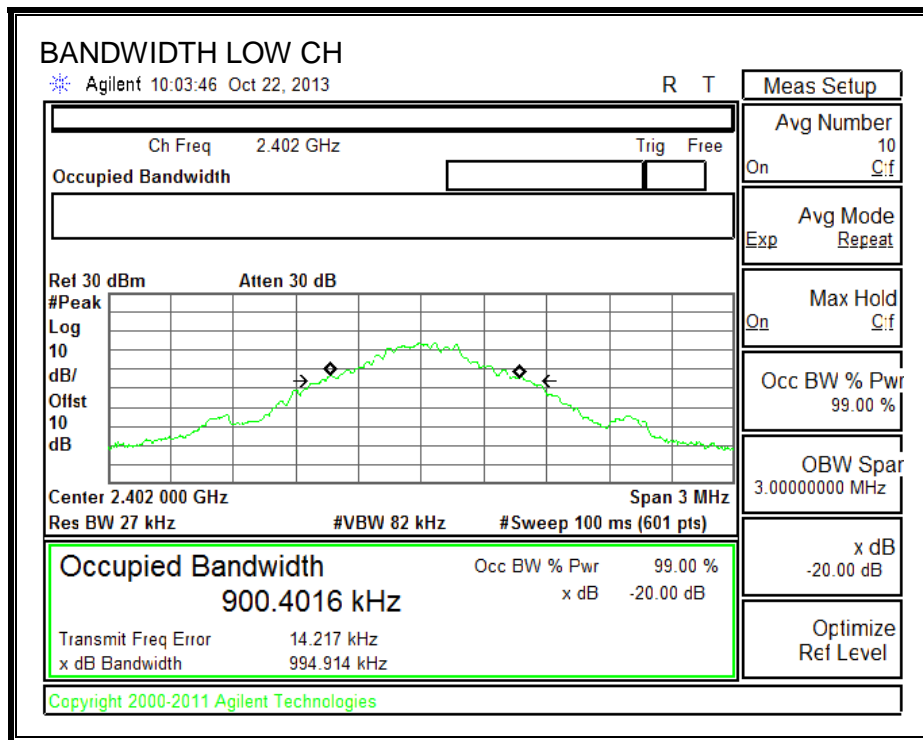 BANDWIDTH LOW CH
Agilent 10:03:46 Oct 22, 2013 R T
Ch Freq 2.402 GHz Trig Free
Occupied Bandwidth
Ref 30 dBm Atten 30 dB
#Peak
Log
10
dB/
Offst
10
dB
Center 2.402 000 GHz Span 3 MHz
Res BW 27 kHz #VBW 82 kHz #Sweep 100 ms (601 pts)
Occupied Bandwidth
900.4016 kHz
Occ BW % Pwr 99.00 %
x dB -20.00 dB
Transmit Freq Error 14.217 kHz
x dB Bandwidth 994.914 kHz
Copyright 2000-2011 Agilent Technologies
Meas Setup
Avg Number
10
On Off
Avg Mode
Exp Repeat
Max Hold
On Off
Occ BW % Pwr
99.00 %
OBW Span
3.00000000 MHz
x dB
-20.00 dB
Optimize
Ref Level